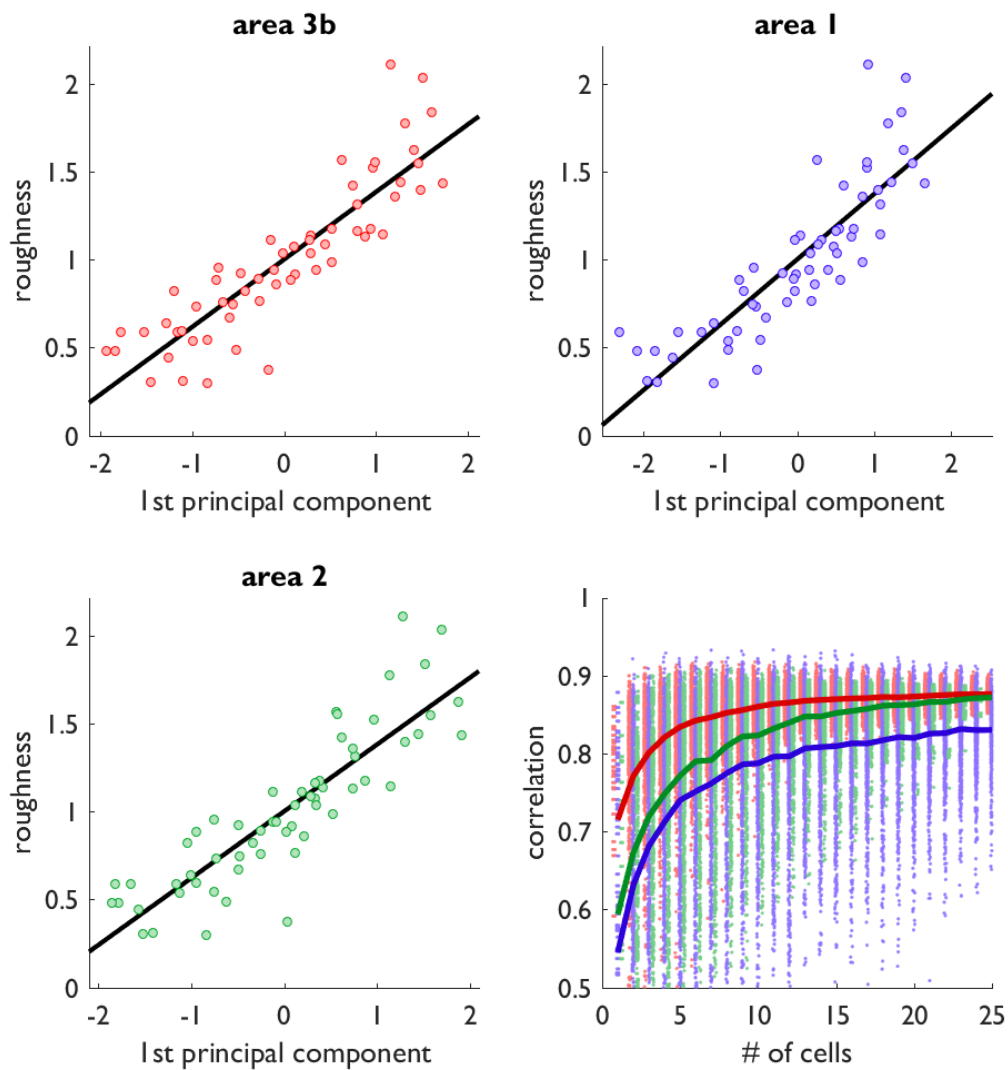 area 3b
roughness
2
1.5
1
0.5
0
-2 -1 0 1 2
1st principal component
area 1
roughness
2
1.5
1
0.5
0
-2 -1 0 1 2
1st principal component
area 2
roughness
2
1.5
1
0.5
0
-2 -1 0 1 2
1st principal component
correlation
1
0.9
0.8
0.7
0.6
0.5
0 5 10 15 20 25
# of cells